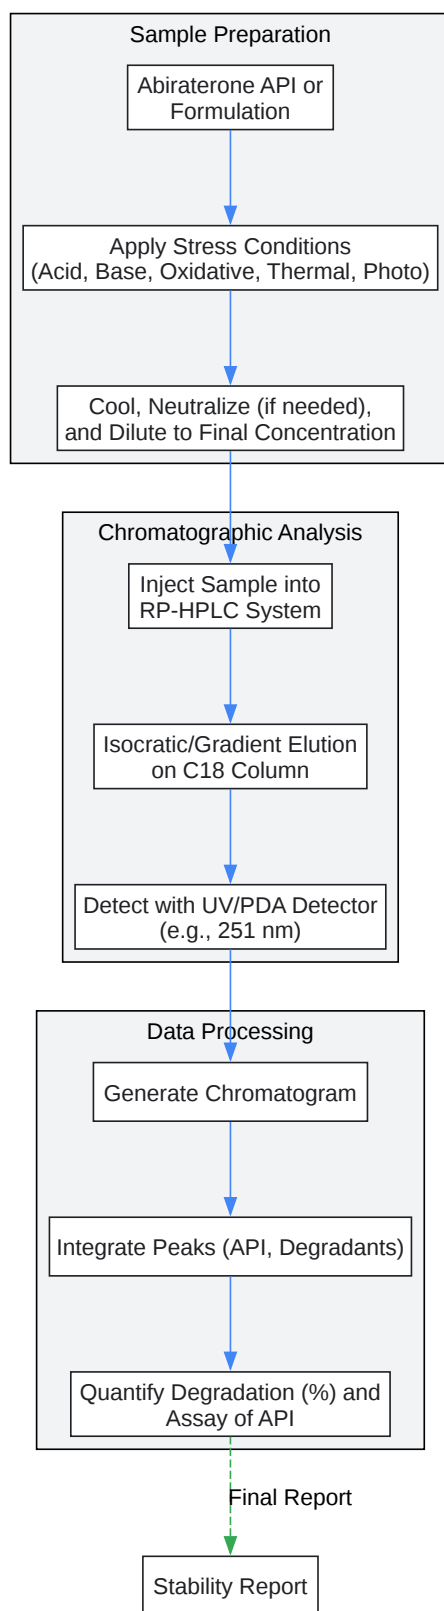 Sample Preparation
Abiraterone API or
Formulation
Apply Stress Conditions
(Acid, Base, Oxidative, Thermal, Photo)
Cool, Neutralize (if needed),
and Dilute to Final Concentration
Chromatographic Analysis
Inject Sample into
RP-HPLC System
Isocratic/Gradient Elution
on C18 Column
Detect with UV/PDA Detector
(e.g., 251 nm)
Data Processing
Generate Chromatogram
Integrate Peaks (API, Degradants)
Quantify Degradation (%) and
Assay of API
Final Report
Stability Report